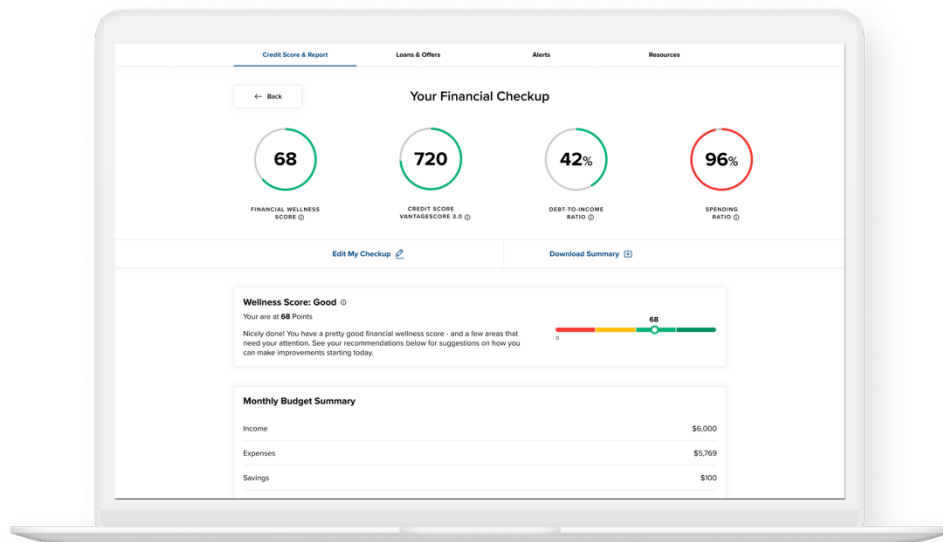 Credit Score & Report
Loans & Offers
Alerts
Resources
← Back
Your Financial Checkup
68
720
42%
96%
FINANCIAL WELLNESS
SCORE
CREDIT SCORE
VANTAGESCORE 3.0
DEBT-TO-INCOME
RATIO
SPENDING
RATIO
Edit My Checkup
Download Summary
Wellness Score: Good
Your are at 68 Points
Nicely done! You have a pretty good financial wellness score - and a few areas that
need your attention. See your recommendations below for suggestions on how you
can make improvements starting today.
68
0
Monthly Budget Summary
Income
$6,000
Expenses
$5,769
Savings
$100